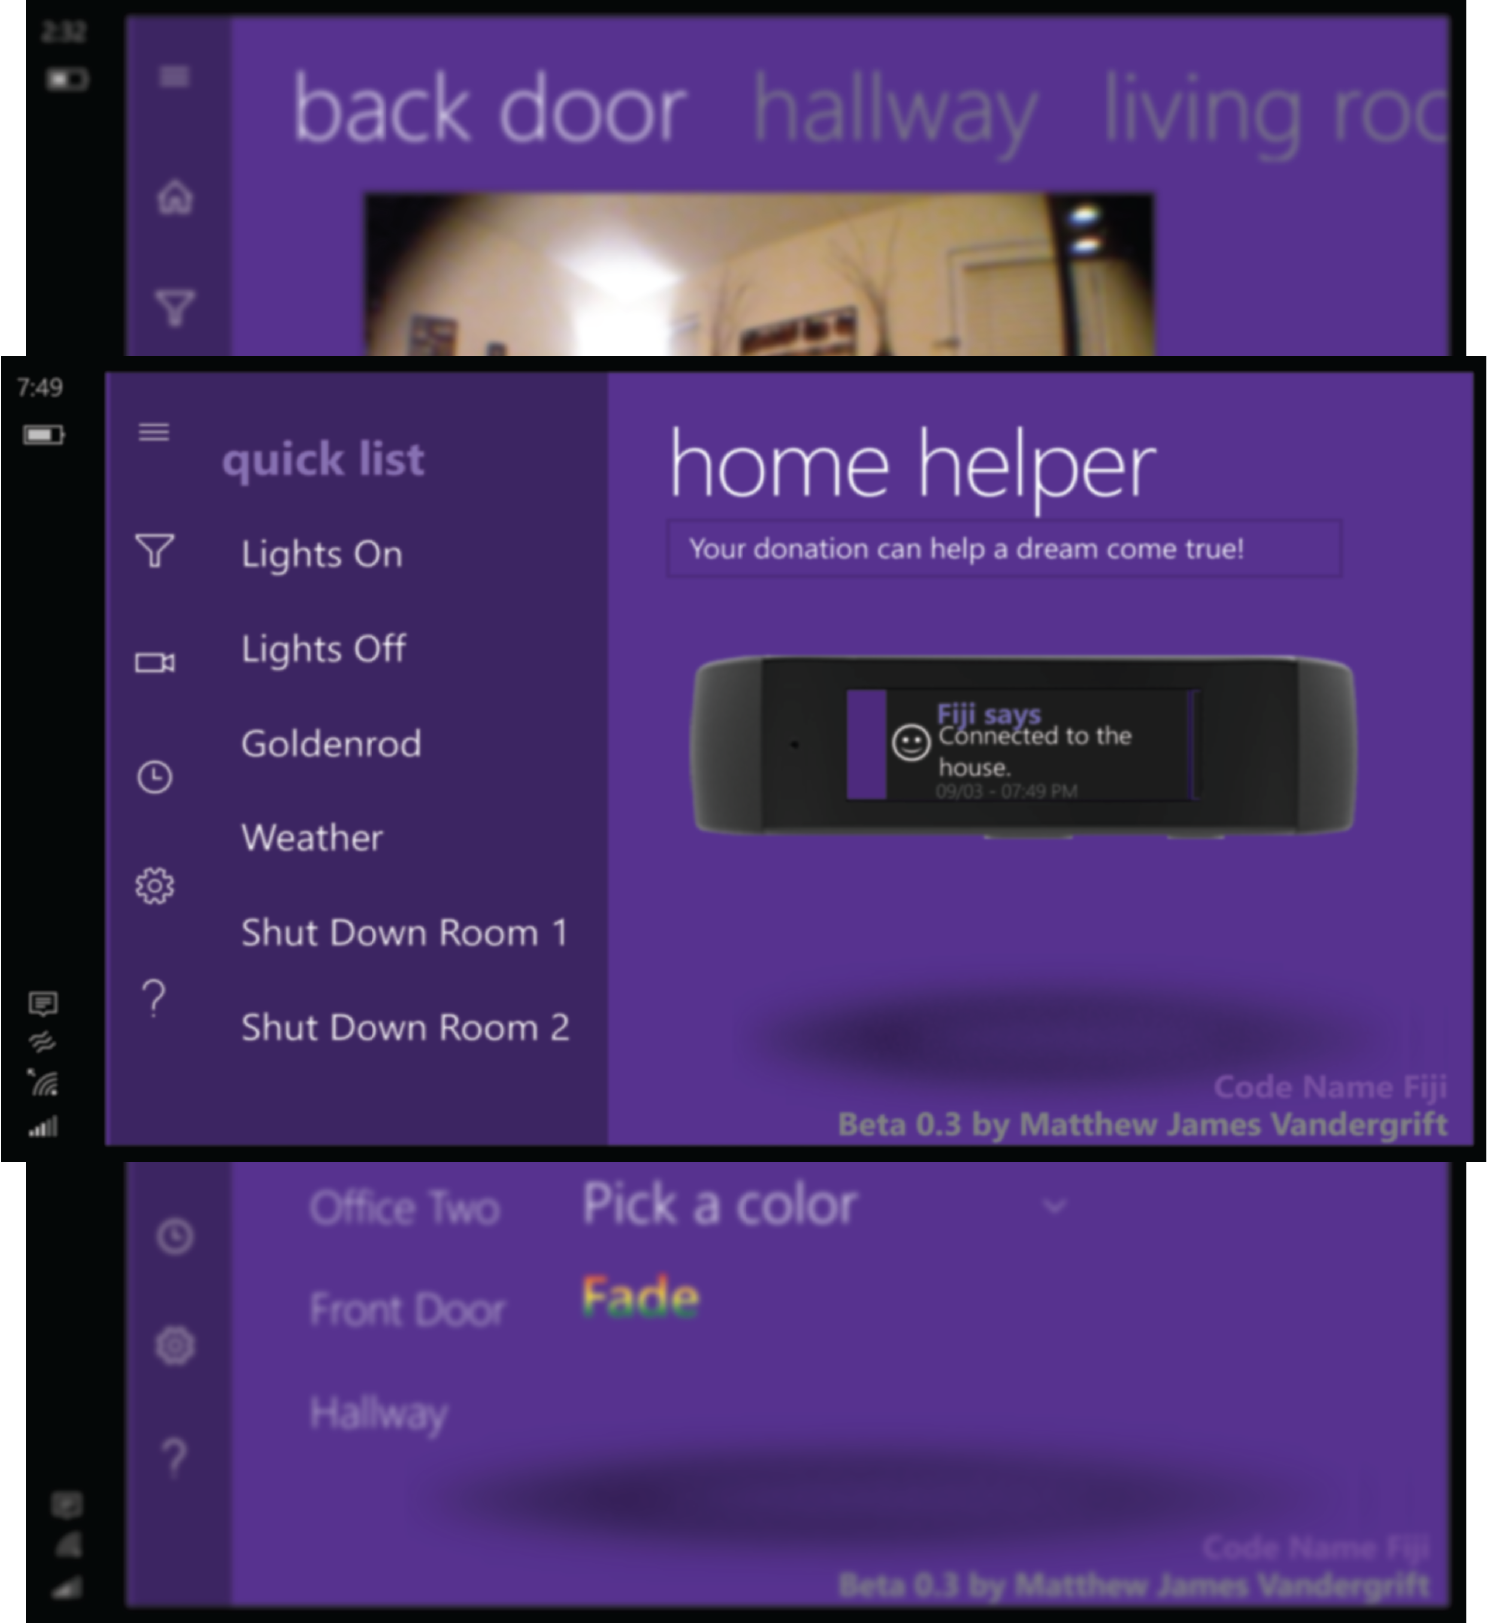 2:32
back door hallway living roo
7:49
quick list
Lights On
Lights Off
Goldenrod
Weather
Shut Down Room 1
Shut Down Room 2
home helper
Your donation can help a dream come true!
Fiji says
Connected to the
house.
09/03 - 07:49 PM
Code Name Fiji
Beta 0.3 by Matthew James Vandergrift
Office Two
Front Door
Hallway
Pick a color
Fade
Code Name Fiji
Beta 0.3 by Matthew James Vandergrift